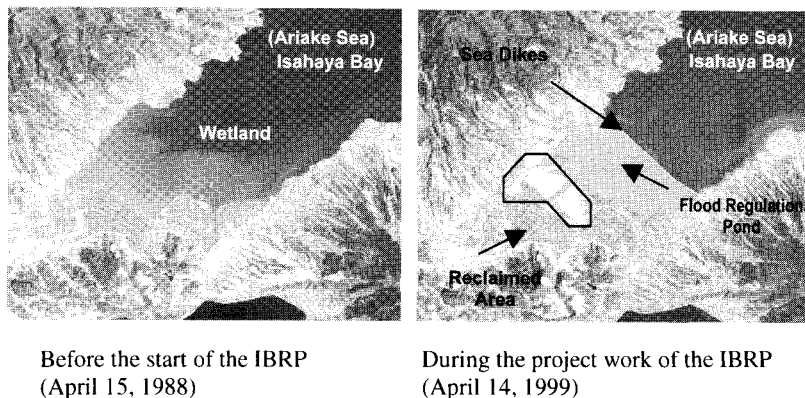 (Ariake Sea)
Isahaya Bay
Wetland
(Ariake Sea)
Isahaya Bay
Sea Dikes
Flood Regulation
Pond
Reclaimed
Area
Before the start of the IBRP
(April 15, 1988)
During the project work of the IBRP
(April 14, 1999)